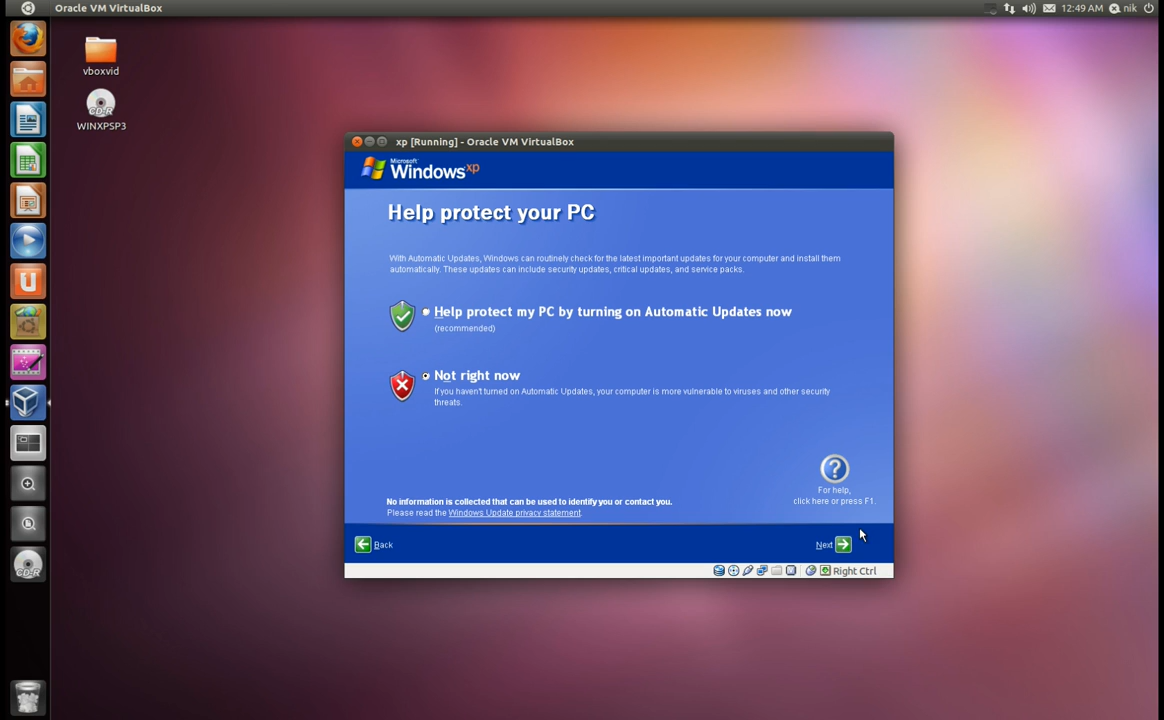 Oracle VM VirtualBox
12:49 AM
nik
vboxvid
CD-R
WINXPSP3
xp [Running] - Oracle VM VirtualBox
Microsoft
Windows xp
Help protect your PC
With Automatic Updates, Windows can routinely check for the latest important updates for your computer and install them
automatically. These updates can include security updates, critical updates, and service packs.
Help protect my PC by turning on Automatic Updates now
(recommended)
Not right now
If you haven't turned on Automatic Updates, your computer is more vulnerable to viruses and other security
threats.
For help,
click here or press F1.
No information is collected that can be used to identify you or contact you.
Please read the Windows Update privacy statement.
Back
Next
Right Ctrl
CD-R